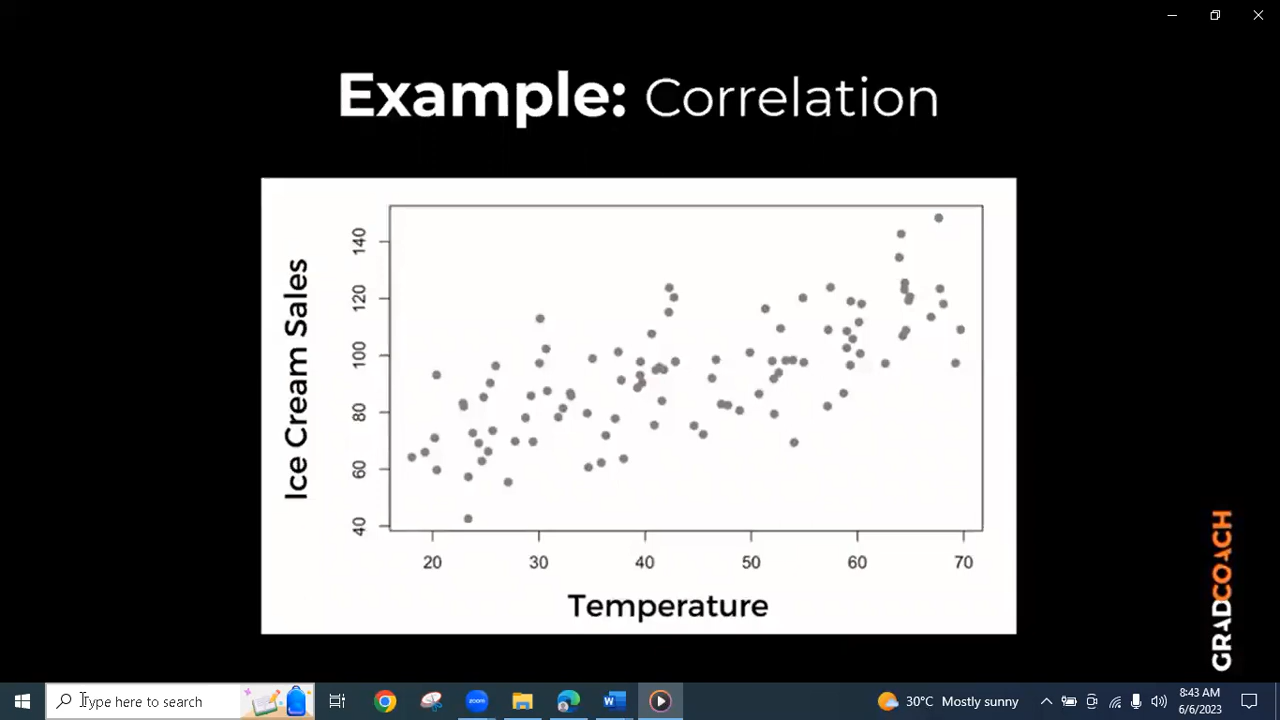 Example: Correlation
Ice Cream Sales
140
120
100
80
60
40
20 30 40 50 60 70
Temperature
GRADCOACH
Type here to search
zoom
W
30°C Mostly sunny
8:43 AM
6/6/2023